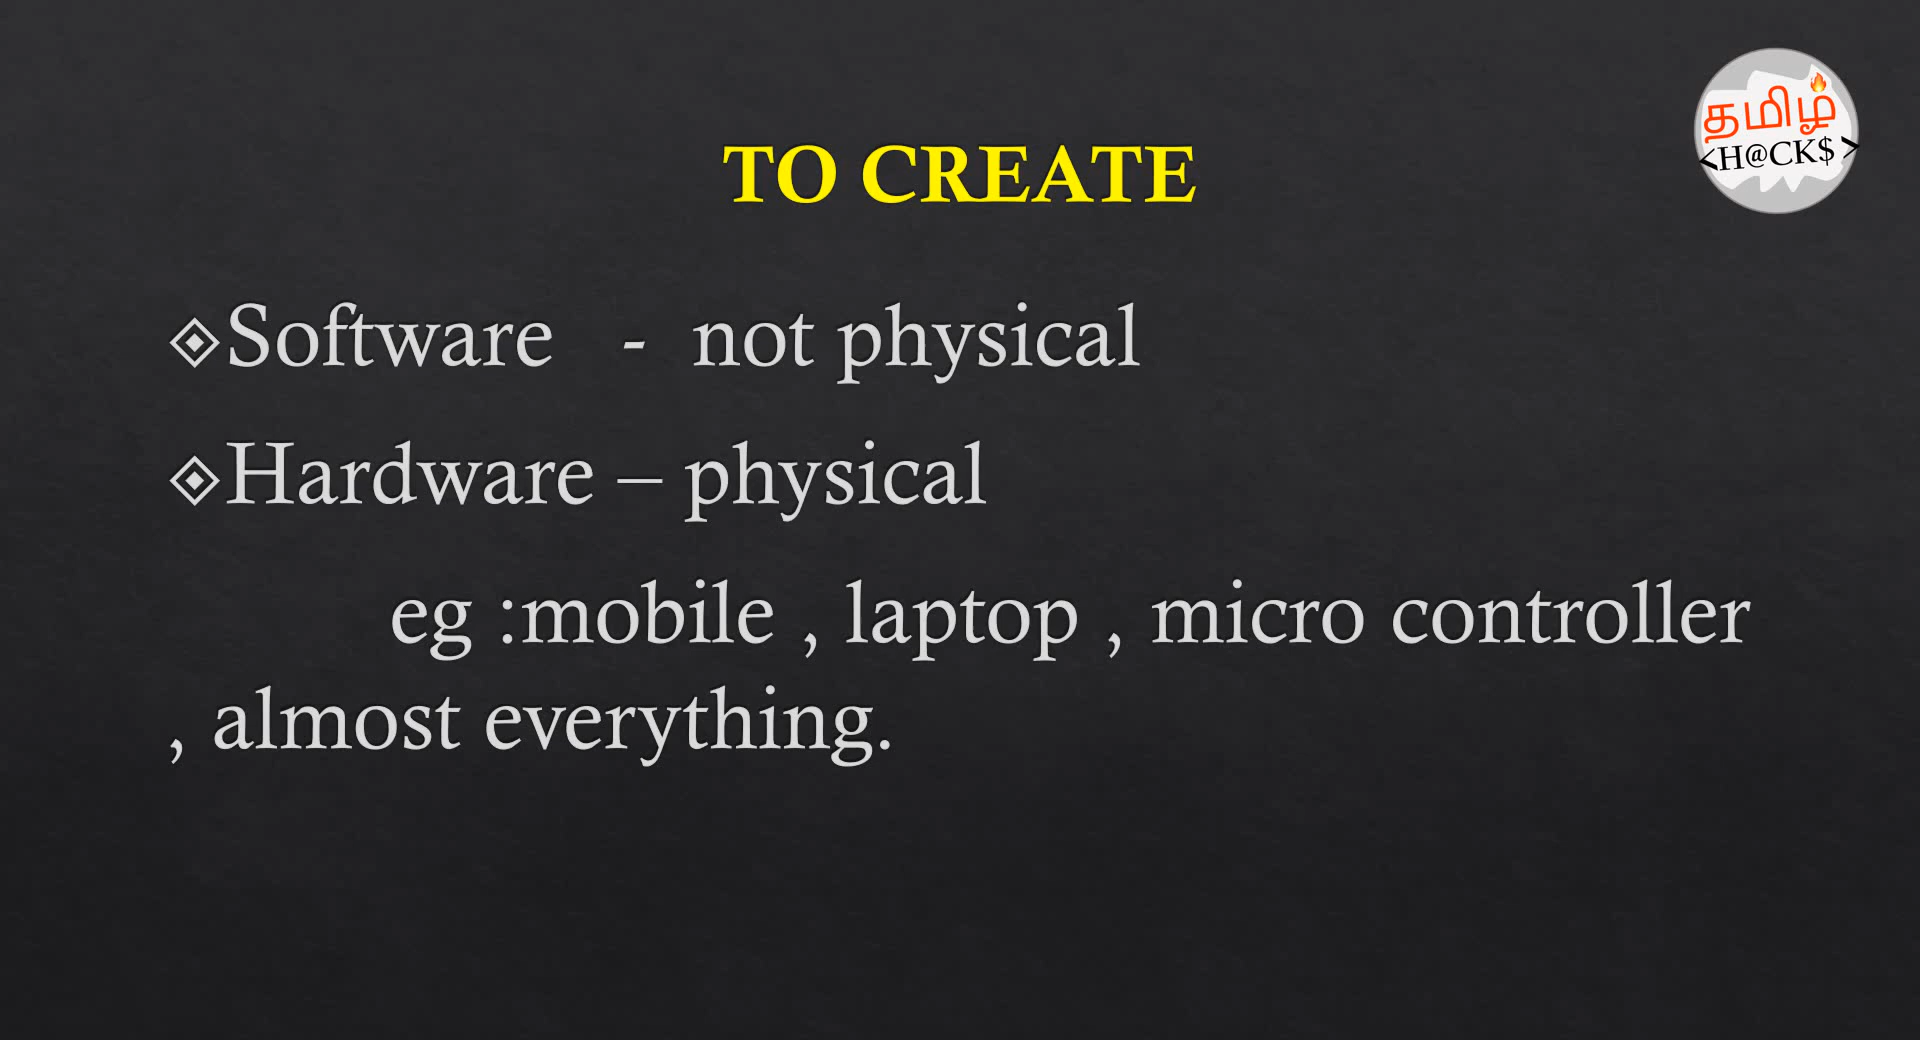 தமிழ்
<H@CK$ >
TO CREATE
Software - not physical
Hardware – physical
eg :mobile , laptop , micro controller
, almost everything.